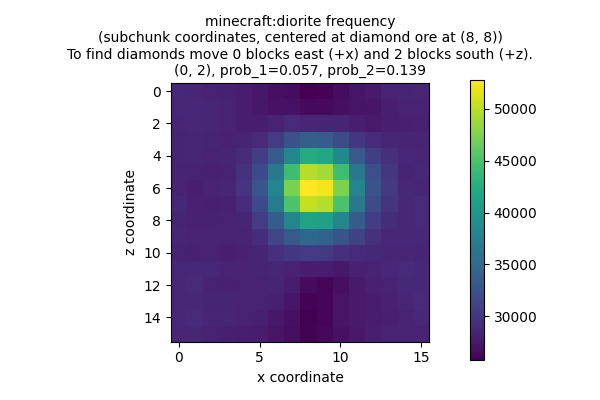 minecraft:diorite frequency
(subchunk coordinates, centered at diamond ore at (8, 8))
To find diamonds move 0 blocks east (+x) and 2 blocks south (+z).
(0, 2), prob_1=0.057, prob_2=0.139
0
2
4
6
8
10
12
14
z coordinate
0
5
10
15
x coordinate
50000
45000
40000
35000
30000